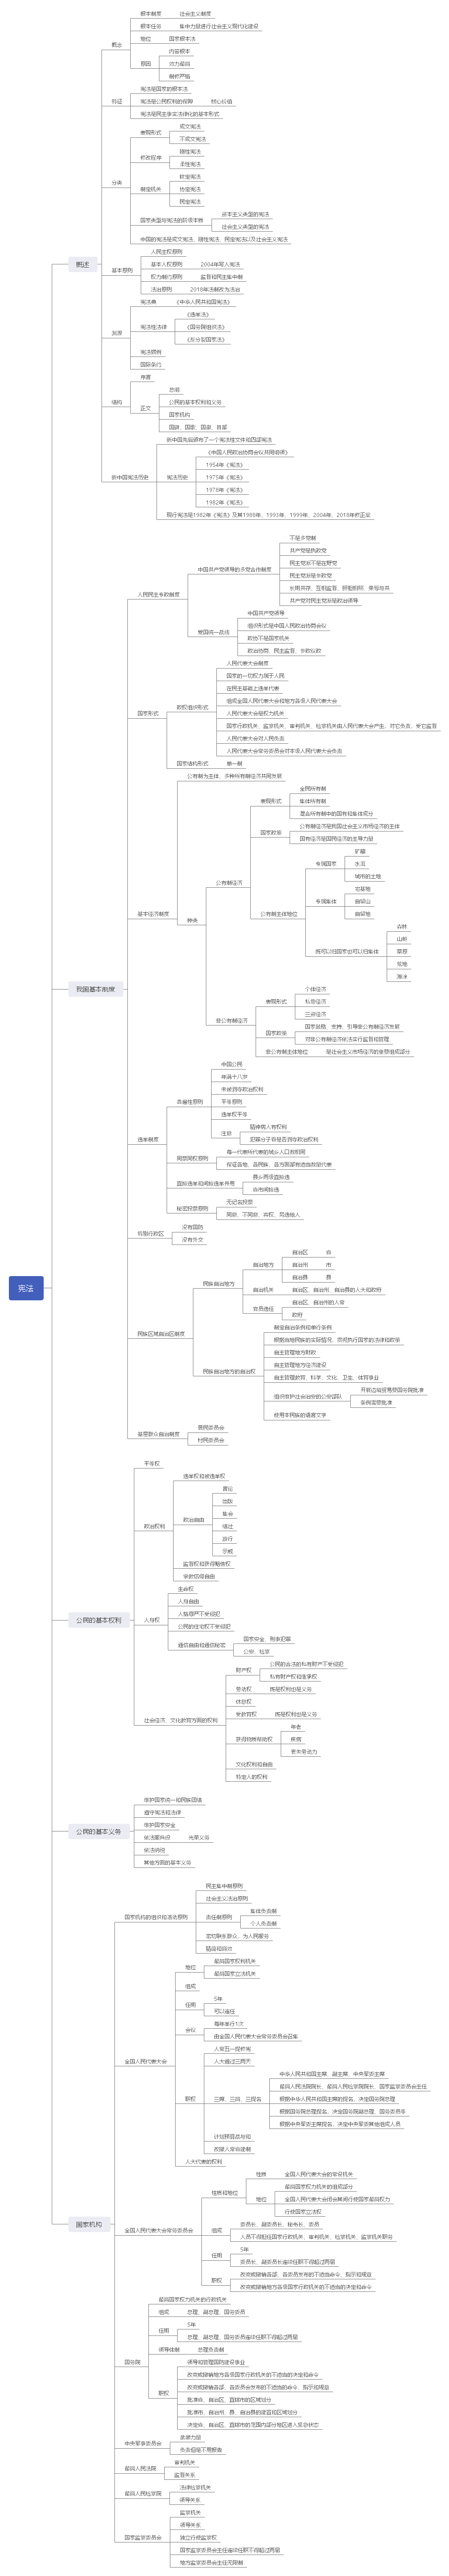 宪法
概述
概念
根本制度
社会主义制度
根本任务
集中力量进行社会主义现代化建设
地位
国家根本法
原因
内容根本
效力最高
制修严格
特征
宪法是国家的根本法
宪法是公民权利的保障
核心价值
宪法是民主事实法律化的基本形式
分类
表现形式
成文宪法
不成文宪法
修改程序
刚性宪法
柔性宪法
制定机关
钦定宪法
协定宪法
民定宪法
国家类型与宪法的阶级本质
资本主义类型的宪法
社会主义类型的宪法
中国的宪法是成文宪法、刚性宪法、民定宪法以及社会主义宪法
基本原则
人民主权原则
基本人权原则
2004年写入宪法
权力制约原则
监督和民主集中制
法治原则
2018年法制改为法治
渊源
宪法典
《中华人民共和国宪法》
宪法性法律
《选举法》
《国务院组织法》
《反分裂国家法》
宪法惯例
国际条约
结构
序言
正文
总纲
公民的基本权利和义务
国家机构
国旗、国歌、国徽、首都
新中国宪法历史
新中国先后颁布了一个宪法性文件和四部宪法
宪法历史
《中国人民政治协商会议共同纲领》
1954年《宪法》
1975年《宪法》
1978年《宪法》
1982年《宪法》
现行宪法是1982年《宪法》及其1988年、1993年、1999年、2004年、2018年修正案
我国基本制度
人民民主专政制度
中国共产党领导的多党合作制度
不是多党制
共产党是执政党
民主党派不是在野党
民主党派是参政党
长期共存、互相监督、肝胆相照、荣辱与共
共产党对民主党派是政治领导
爱国统一战线
中国共产党领导
组织形式是中国人民政治协商会议
政协不是国家机关
政治协商、民主监督、参政议政
国家形式
政权组织形式
人民代表大会制度
国家的一切权力属于人民
在民主基础上选举代表
组成全国人民代表大会和地方各级人民代表大会
人民代表大会是权力机关
国家行政机关、监察机关、审判机关、检察机关由人民代表大会产生、对它负责、受它监督
人民代表大会对人民负责
人民代表大会常务委员会对本级人民代表大会负责
国家结构形式
单一制
基本经济制度
公有制为主体、多种所有制经济共同发展
种类
公有制经济
表现形式
全民所有制
集体所有制
混合所有制中的国有和集体成分
国家政策
公有制经济是我国社会主义市场经济的主体
国有经济是国民经济的主导力量
公有制主体地位
专属国家
矿藏
水流
城市的土地
专属集体
宅基地
自留山
自留地
既可以归国家也可以归集体
森林
山岭
草原
荒地
滩涂
非公有制经济
表现形式
个体经济
私营经济
三资经济
国家政策
国家鼓励、支持、引导非公有制经济发展
对非公有制经济依法实行监督和管理
非公有制主体地位
是社会主义市场经济的重要组成部分
选举制度
普遍性原则
中国公民
年满十八岁
未被剥夺政治权利
平等原则
选举权平等
注意
精神病人有权利
犯罪分子看是否剥夺政治权利
同票同权原则
每一代表所代表的城乡人口数相同
保证各地、各民族、各方面都有适当数量代表
直接选举和间接选举并用
县乡两级直接选
省市间接选
秘密投票原则
无记名投票
同意、不同意、弃权、另选他人
特别行政区
没有国防
没有外交
民族区域自治区制度
民族自治地方
自治地方
自治区
省
自治州
市
自治县
县
自治机关
自治区、自治州、自治县的人大和政府
官员选任
自治区、自治州的人常
政府
民族自治地方的自治权
制定自治条例和单行条例
根据当地民族的实际情况、贯彻执行国家的法律和政策
自主管理地方财政
自主管理地方经济建设
自主管理教育、科学、文化、卫生、体育事业
组织维护社会治安的公安部队
开展边境贸易要国务院批准
条例需要批准
使用本民族的语言文字
基层群众自治制度
居民委员会
村民委员会
公民的基本权利
平等权
政治权利
选举权和被选举权
政治自由
言论
出版
集会
结社
游行
示威
监督权和获得赔偿权
宗教信仰自由
人身权
生命权
人身自由
人格尊严不受侵犯
公民的住宅权不受侵犯
通信自由和通信秘密
国家安全、刑事犯罪
公安、检察
社会经济、文化教育方面的权利
财产权
公民的合法的私有财产不受侵犯
私有财产权和继承权
劳动权
既是权利也是义务
休息权
受教育权
既是权利也是义务
获得物质帮助权
年老
疾病
丧失劳动力
文化权利和自由
特定人的权利
公民的基本义务
维护国家统一和民族团结
遵守宪法和法律
维护国家安全
依法服兵役
光荣义务
依法纳税
其他方面的基本义务
国家机构
国家机构的组织和活动原则
民主集中制原则
社会主义法治原则
责任制原则
集体负责制
个人负责制
密切联系群众、为人民服务
精简和高效
全国人民代表大会
地位
最高国家权利机关
最高国家立法机关
组成
任期
5年
可以连任
会议
每年举行1次
由全国人民代表大会常务委员会召集
职权
人常五一提修宪
人大通过三两天
三席、三员、三提名
中华人民共和国主席、副主席、中央军委主席
最高人民法院院长、最高人民检察院院长、国家监察委员会主任
根据中华人民共和国主席的提名、决定国务院总理
根据国务院总理提名、决定国务院副总理、国务委员等
根据中央军委主席提名、决定中央军委其他组成人员
计划预算战与和
改撤人常省建制
人大代表的权利
全国人民代表大会常务委员会
性质和地位
性质
全国人民代表大会的常设机关
地位
最高国家权力机关的组成部分
全国人民代表大会闭会期间行使国家最高权力
行使国家立法权
组成
委员长、副委员长、秘书长、委员
人员不得担任国家行政机关、审判机关、检察机关、监察机关职务
任期
5年
委员长、副委员长连续任职不得超过两届
职权
改变或撤销各部、各委员发布的不适当命令、指示和规章
改变或撤销地方各级国家行政机关的不适当的决定和命令
国务院
最高国家权力机关的行政机关
组成
总理、副总理、国务委员
任期
5年
总理、副总理、国务委员连续任职不得超过两届
领导体制
总理负责制
职权
领导和管理国防建设事业
改变或撤销地方各级国家行政机关的不适当的决定和命令
改变或撤销各部、各委员会发布的不适当的命令、指示和规章
批准省、自治区、直辖市的区域划分
批准市、自治州、县、自治县的建置和区域划分
决定省、自治区、直辖市的范围内部分地区进入紧急状态
中央军事委员会
武装力量
负责但是不用报告
最高人民法院
审判机关
监督关系
最高人民检察院
法律检察机关
领导关系
国家监察委员会
监察机关
领导关系
独立行使监察权
国家监察委员会主任连续任职不得超过两届
地方监察委员会主任无限制